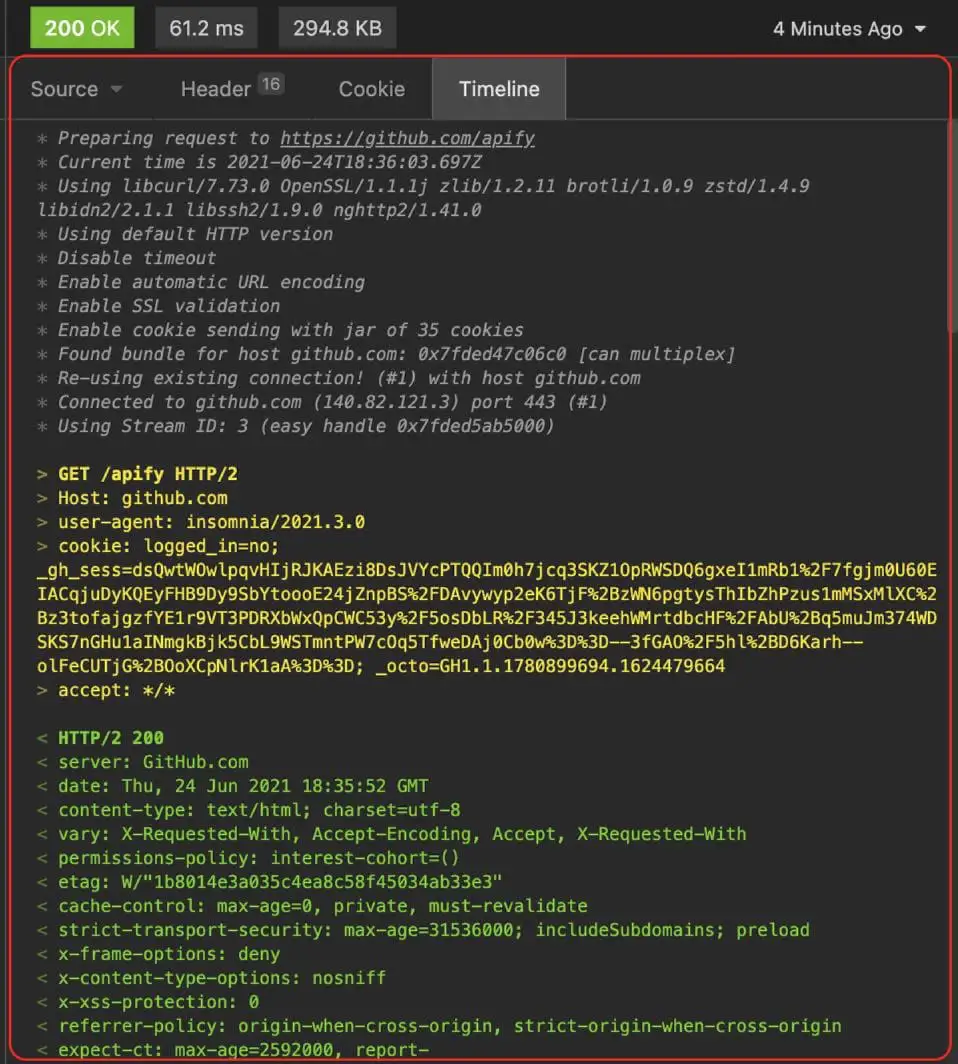 200 OK 61.2 ms 294.8 KB 4 Minutes Ago
Source Header 16 Cookie Timeline
* Preparing request to https://github.com/apify
* Current time is 2021-06-24T18:36:03.697Z
* Using libcurl/7.73.0 OpenSSL/1.1.1j zlib/1.2.11 brotli/1.0.9 zstd/1.4.9
libidn2/2.1.1 libssh2/1.9.0 nghttp2/1.41.0
* Using default HTTP version
* Disable timeout
* Enable automatic URL encoding
* Enable SSL validation
* Enable cookie sending with jar of 35 cookies
* Found bundle for host github.com: 0x7fded47c06c0 [can multiplex]
* Re-using existing connection! (#1) with host github.com
* Connected to github.com (140.82.121.3) port 443 (#1)
* Using Stream ID: 3 (easy handle 0x7fded5ab5000)
> GET /apify HTTP/2
> Host: github.com
> user-agent: insomnia/2021.3.0
> cookie: logged_in=no;
_gh_sess=dsQwtWOwlpqvHIjRJKAEzi8DsJVYcPTQQIm0h7jcq3SKZ1OpRWSDQ6gxeI1mRb1%2F7fgjm0U60E
IACqjuDyKQEyFHB9Dy9SbYtoooE24jZnpBS%2FDAvywyp2eK6TjF%2BzWN6pgtysThIbZhPzus1mMSxMlXC%2
Bz3tofajgzfYE1r9VT3PDRXbWxQpCWC53y%2F5osDbLR%2F345J3keehWMrtdbcHF%2FAbU%2Bq5muJm374WD
SKS7nGHu1aINmgkBjk5CbL9WSTmntPW7cOq5TfweDAj0Cb0w%3D%3D--3fGAO%2F5hl%2BD6Karh--
olFeCUTjG%2BOoXCpNlrK1aA%3D%3D; _octo=GH1.1.1780899694.1624479664
> accept: */*
< HTTP/2 200
< server: GitHub.com
< date: Thu, 24 Jun 2021 18:35:52 GMT
< content-type: text/html; charset=utf-8
< vary: X-Requested-With, Accept-Encoding, Accept, X-Requested-With
< permissions-policy: interest-cohort=()
< etag: W/"1b8014e3a035c4ea8c58f45034ab33e3"
< cache-control: max-age=0, private, must-revalidate
< strict-transport-security: max-age=31536000; includeSubdomains; preload
< x-frame-options: deny
< x-content-type-options: nosniff
< x-xss-protection: 0
< referrer-policy: origin-when-cross-origin, strict-origin-when-cross-origin
< expect-ct: max-age=2592000, report-